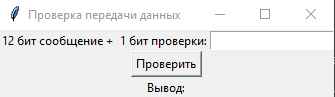 Проверка передачи данных
12 бит сообщение + 1 бит проверки:
Проверить
Вывод: